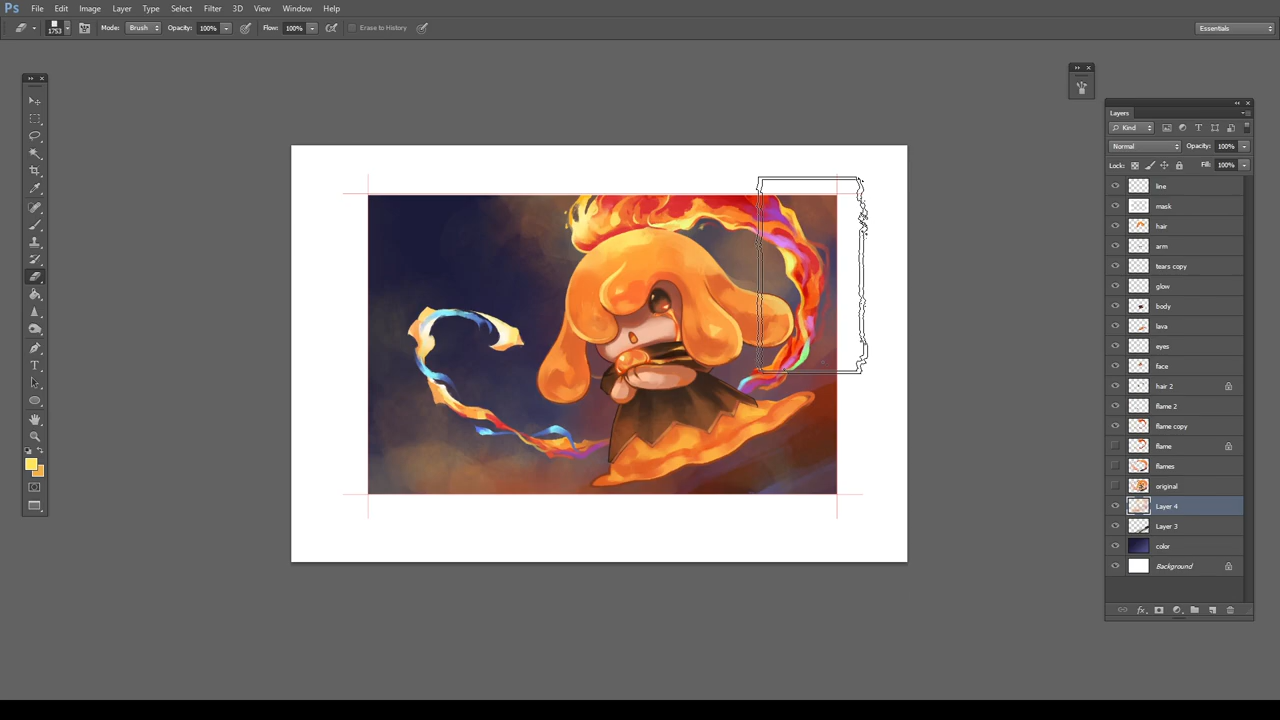 Ps File Edit Image Layer Type Select Filter 3D View Window Help
1753 Mode: Brush Opacity: 100% Flow: 100% Erase to History Essentials
Layers
Kind
Normal Opacity: 100%
Lock: Fill: 100%
line
mask
hair
arm
tears copy
glow
body
lava
eyes
face
hair 2
flame 2
flame copy
flame
flames
original
Layer 4
Layer 3
color
Background